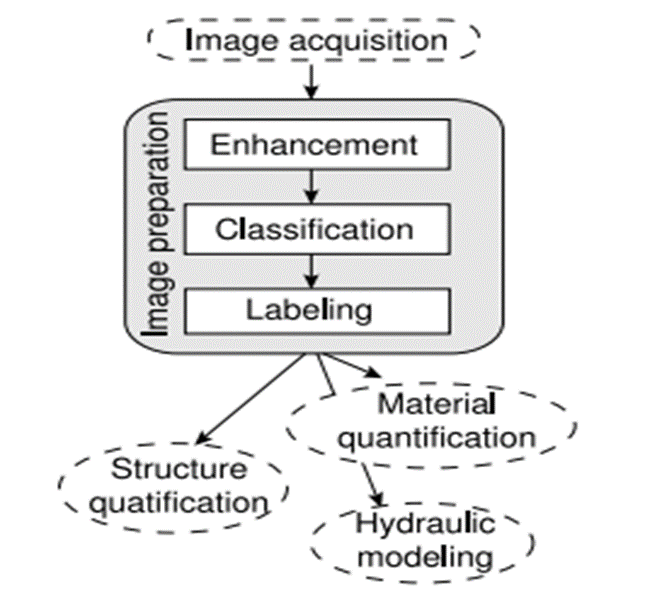 Image acquisition
Image preparation
Enhancement
Classification
Labeling
Material
quantification
Structure
quatification
Hydraulic
modeling